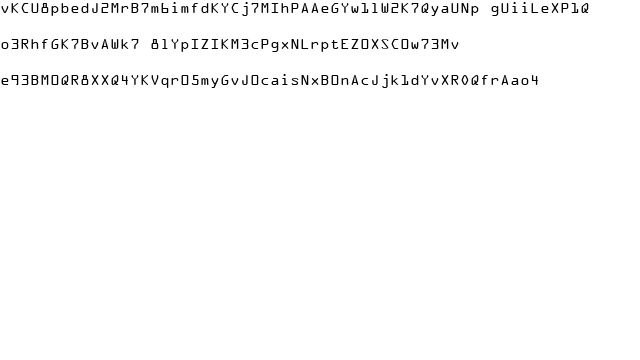 vKCU8pbedJ2MrB7m6imfdKYCj7MIhPAAeGYw1lW2K7QyaUNp gUiiLeXP1Q
o3RhfGK7BvAWk7 8lYpIZIKM3cPgxNLrptEZOXSCOw73Mv
e93BMOQR8XXQ4YKVqrO5myGvJOcaisNxBOnAcJjk1dYvXR0QfrAao4